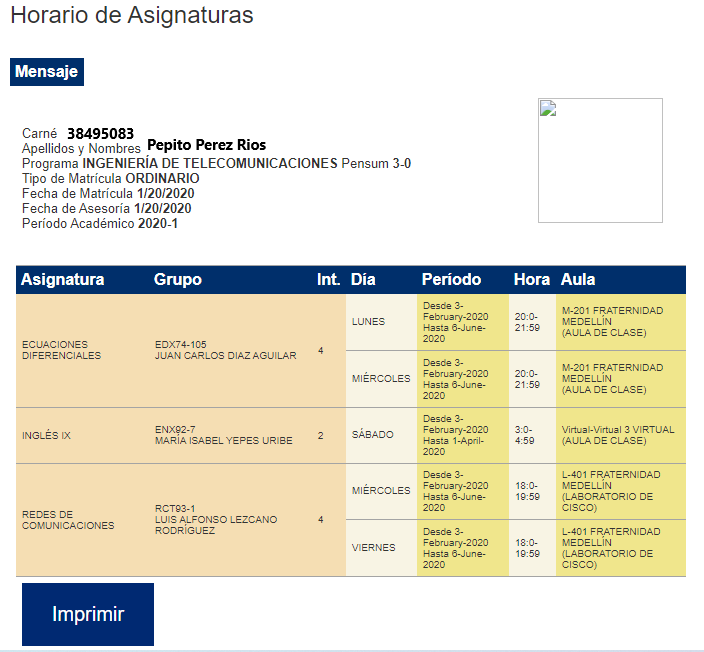 Horario de Asignaturas
Mensaje
Carné 38495083
Apellidos y Nombres Pepito Perez Rios
Programa INGENIERÍA DE TELECOMUNICACIONES Pensum 3-0
Tipo de Matrícula ORDINARIO
Fecha de Matrícula 1/20/2020
Fecha de Asesoría 1/20/2020
Período Académico 2020-1
Asignatura Grupo Int. Día Período Hora Aula
ECUACIONES
DIFERENCIALES
EDX74-105
JUAN CARLOS DIAZ AGUILAR
4
LUNES
Desde 3-
February-2020
Hasta 6-June-
2020
20:0-
21:59
M-201 FRATERNIDAD
MEDELLÍN
(AULA DE CLASE)
MIÉRCOLES
Desde 3-
February-2020
Hasta 6-June-
2020
20:0-
21:59
M-201 FRATERNIDAD
MEDELLÍN
(AULA DE CLASE)
INGLÉS IX
ENX92-7
MARÍA ISABEL YEPES URIBE
2
SÁBADO
Desde 3-
February-2020
Hasta 1-April-
2020
3:0-
4:59
Virtual-Virtual 3 VIRTUAL
(AULA DE CLASE)
REDES DE
COMUNICACIONES
RCT93-1
LUIS ALFONSO LEZCANO
RODRÍGUEZ
4
MIÉRCOLES
Desde 3-
February-2020
Hasta 6-June-
2020
18:0-
19:59
L-401 FRATERNIDAD
MEDELLÍN
(LABORATORIO DE
CISCO)
VIERNES
Desde 3-
February-2020
Hasta 6-June-
2020
18:0-
19:59
L-401 FRATERNIDAD
MEDELLÍN
(LABORATORIO DE
CISCO)
Imprimir